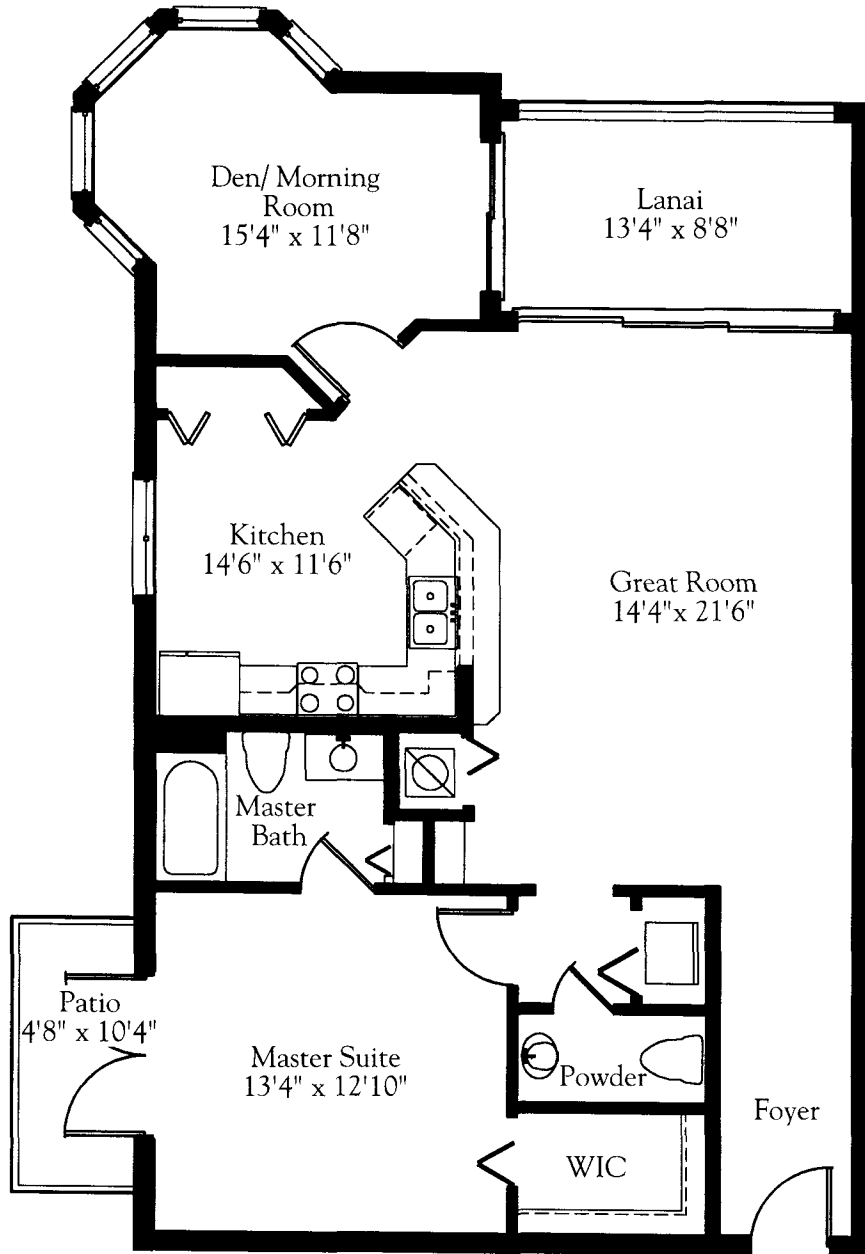 Den/ Morning
Room
15'4" x 11'8"
Lanai
13'4" x 8'8"
Kitchen
14'6" x 11'6"
Great Room
14'4"x 21'6"
Master
Bath
Patio
4'8" x 10'4"
Master Suite
13'4" x 12'10"
Powder
Foyer
WIC